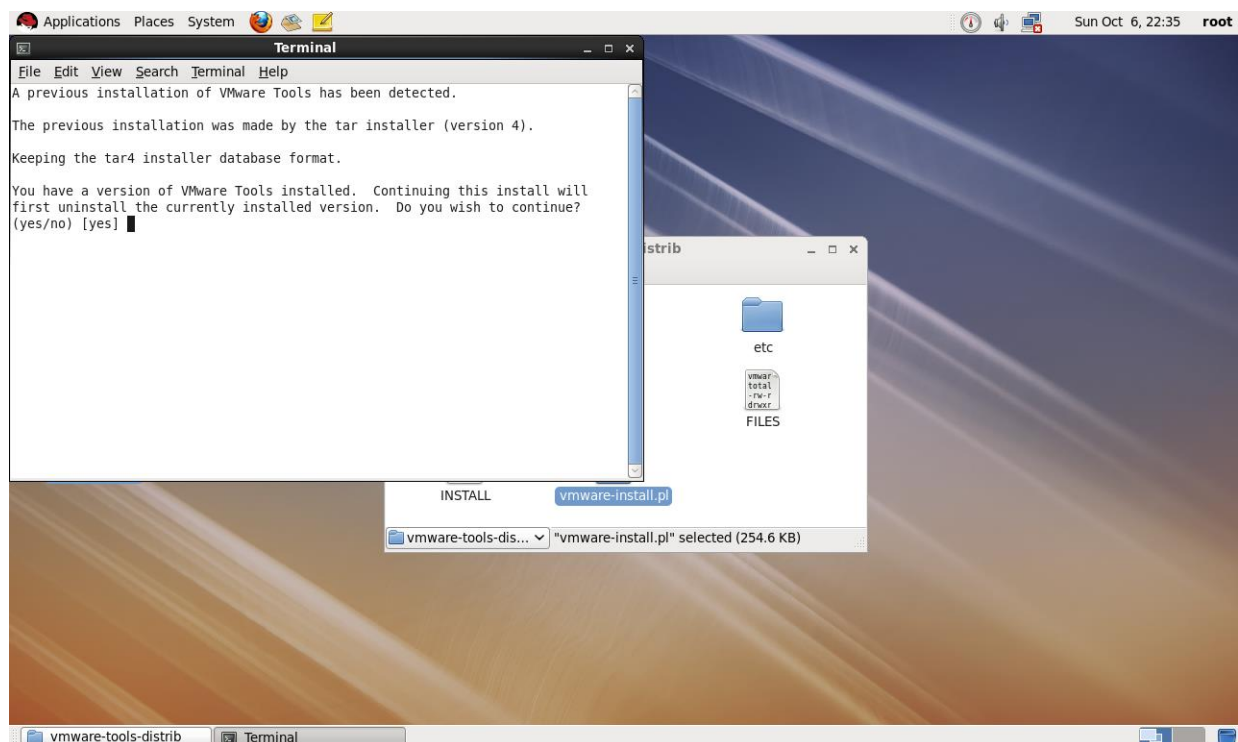 Applications Places System Sun Oct 6, 22:35 root
Terminal
File Edit View Search Terminal Help
A previous installation of VMware Tools has been detected.
The previous installation was made by the tar installer (version 4).
Keeping the tar4 installer database format.
You have a version of VMware Tools installed. Continuing this install will
first uninstall the currently installed version. Do you wish to continue?
(yes/no) [yes]
istrib
etc
vmwar
total
-rw-r
drwxr
FILES
INSTALL vmware-install.pl
vmware-tools-dis... "vmware-install.pl" selected (254.6 KB)
vmware-tools-distrib Terminal